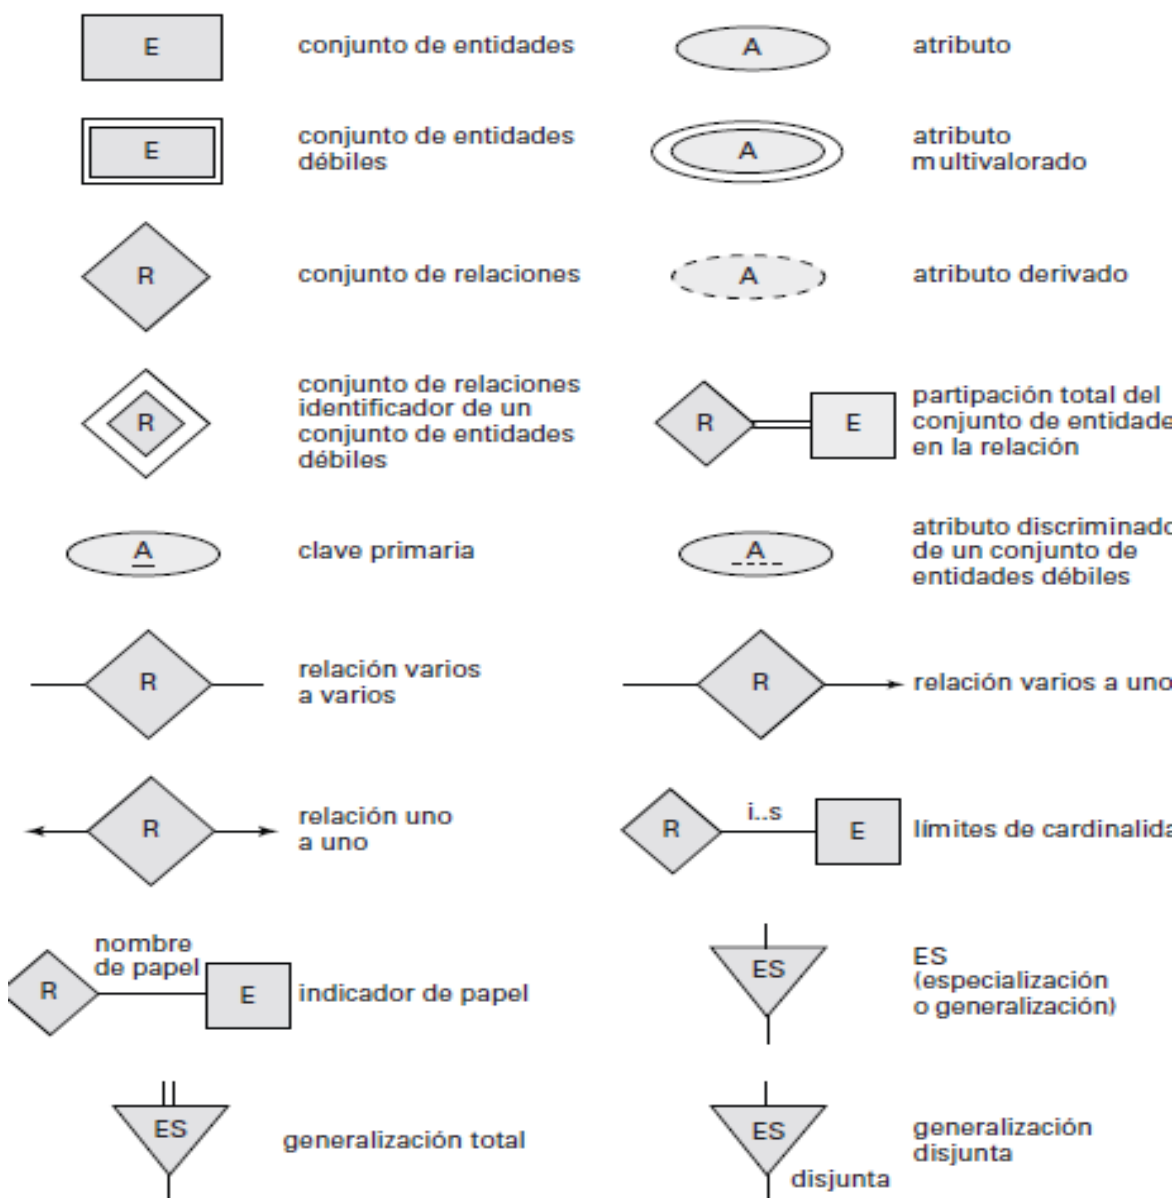 E
conjunto de entidades
A
atributo
E
conjunto de entidades
débiles
A
atributo
multivalorado
R
conjunto de relaciones
A
atributo derivado
R
conjunto de relaciones
identificador de un
conjunto de entidades
débiles
R
E
partipación total del
conjunto de entidade
en la relación
A
clave primaria
A
atributo discriminado
de un conjunto de
entidades débiles
R
relación varios
a varios
R
relación varios a uno
R
relación uno
a uno
R
i..s
E
límites de cardinalida
nombre
de papel
R
E
indicador de papel
ES
ES
(especialización
o generalización)
ES
generalización total
ES
disjunta
generalización
disjunta